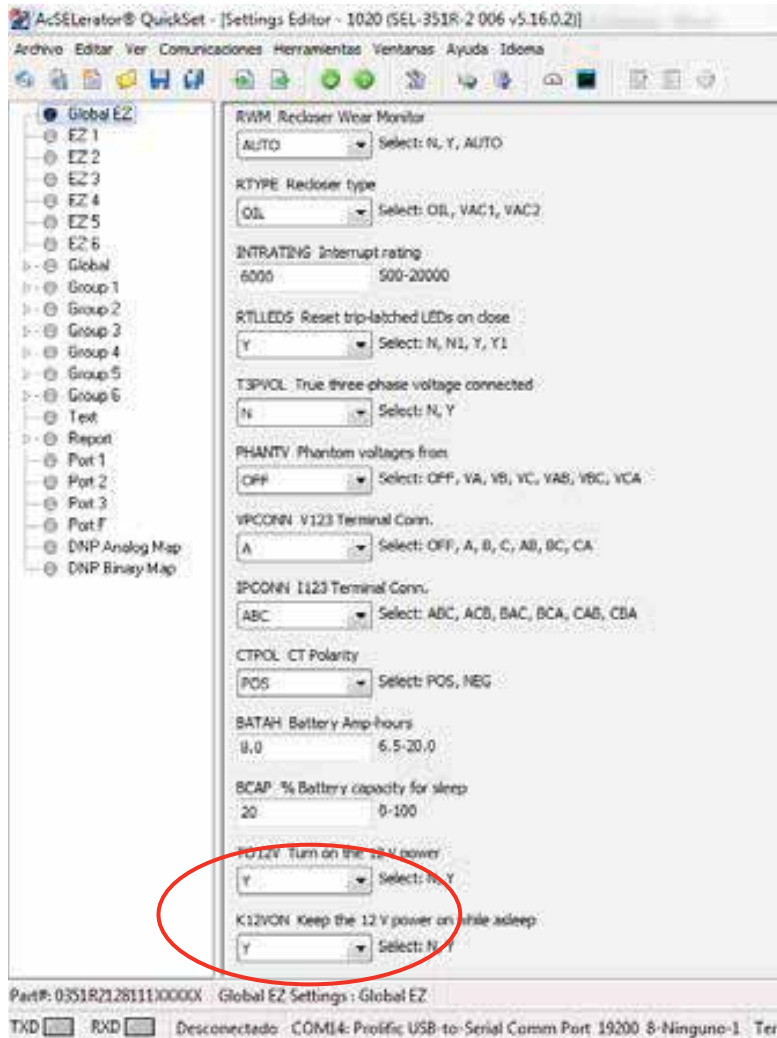 AcSELerator® QuickSet - [Settings Editor - 1020 (SEL-351R-2 006 v5.16.0.2)]
Archivo Editar Ver Comunicaciones Herramientas Ventanas Ayuda Idioma
Global EZ
EZ 1
EZ 2
EZ 3
EZ 4
EZ 5
EZ 6
Global
Group 1
Group 2
Group 3
Group 4
Group 5
Group 6
Text
Report
Port 1
Port 2
Port 3
Port F
DNP Analog Map
DNP Binary Map
RWM Recloser Wear Monitor
AUTO Select: N, Y, AUTO
RTYPE Recloser type
OIL Select: OIL, VAC1, VAC2
INTRATING Interrupt rating
6000 500-20000
RTLLEDS Reset trip-latched LEDs on close
Y Select: N, N1, Y, Y1
T3PVOL True three-phase voltage connected
N Select: N, Y
PHANTV Phantom voltages from
OFF Select: OFF, VA, VB, VC, VAB, VBC, VCA
VPCONN V123 Terminal Conn.
A Select: OFF, A, B, C, AB, BC, CA
IPCONN I123 Terminal Conn.
ABC Select: ABC, ACB, BAC, BCA, CAB, CBA
CTPOL CT Polarity
POS Select: POS, NEG
BATAH Battery Amp-hours
8.0 6.5-20.0
BCAP % Battery capacity for sleep
20 0-100
TO12V Turn on the 12 V power
Y Select: N, Y
K12VON Keep the 12 V power on while asleep
Y Select: N, Y
Part#: 0351R2128111XXXXXX Global EZ Settings : Global EZ
TXD RXD Desconectado COM14: Prolific USB-to-Serial Comm Port 19200 8-Ninguno-1 Ter